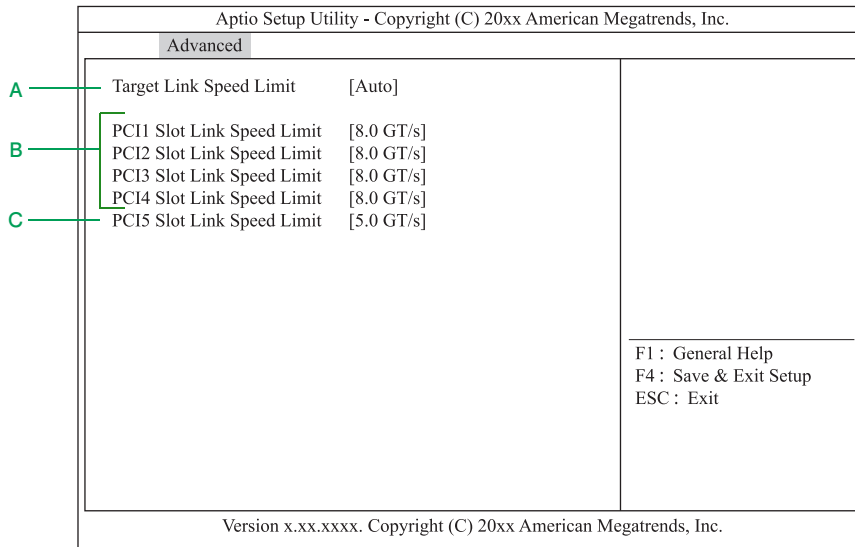 Aptio Setup Utility - Copyright (C) 20xx American Megatrends, Inc.
Advanced
A
Target Link Speed Limit [Auto]
B
PCI1 Slot Link Speed Limit [8.0 GT/s]
PCI2 Slot Link Speed Limit [8.0 GT/s]
PCI3 Slot Link Speed Limit [8.0 GT/s]
PCI4 Slot Link Speed Limit [8.0 GT/s]
C
PCI5 Slot Link Speed Limit [5.0 GT/s]
F1 : General Help
F4 : Save & Exit Setup
ESC : Exit
Version x.xx.xxxx. Copyright (C) 20xx American Megatrends, Inc.